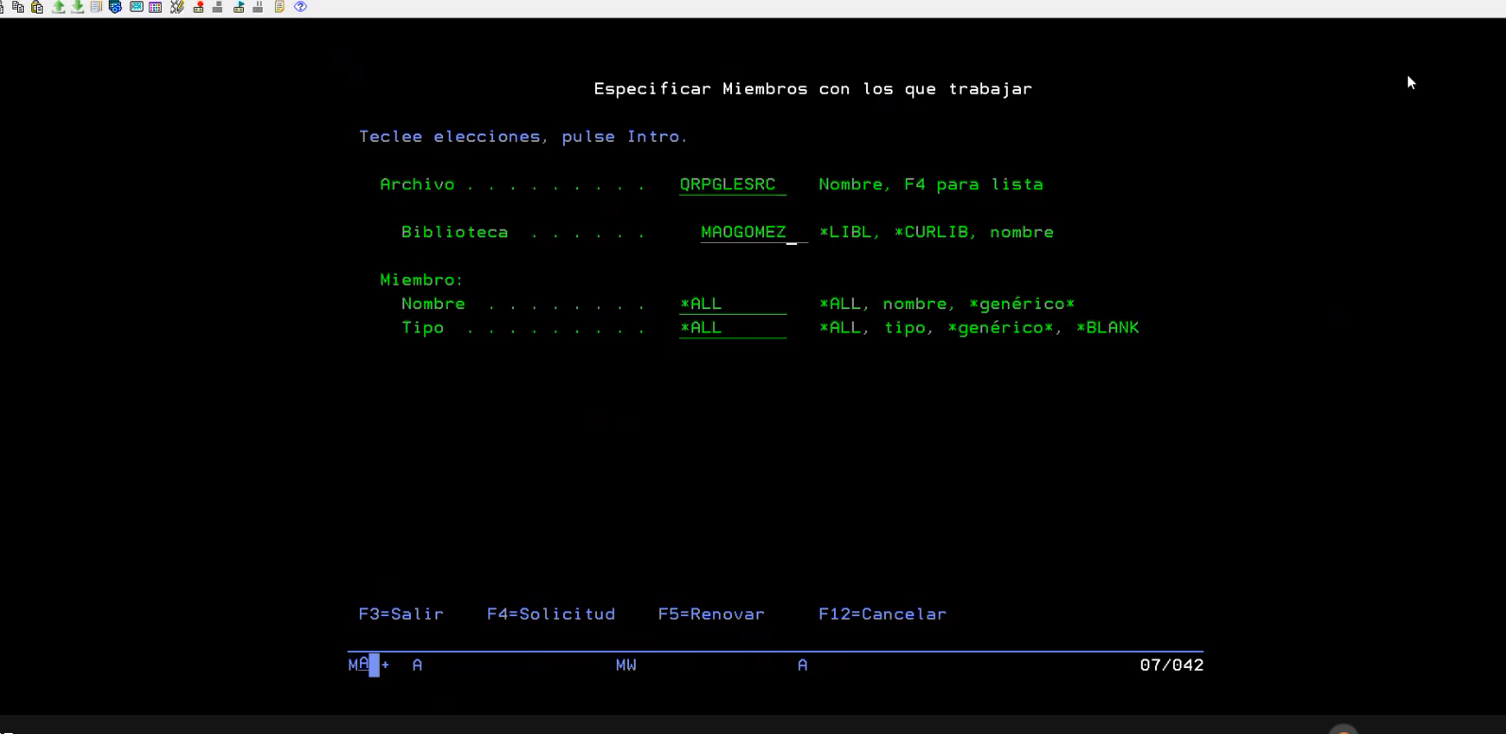 Especificar Miembros con los que trabajar
Teclee elecciones, pulse Intro.
Archivo . . . . . . . . . QRPGLESRC_ Nombre, F4 para lista
Biblioteca . . . . . . MAOGOMEZ_ *LIBL, *CURLIB, nombre
Miembro:
Nombre . . . . . . . . *ALL *ALL, nombre, *genérico*
Tipo . . . . . . . . . *ALL *ALL, tipo, *genérico*, *BLANK
F3=Salir F4=Solicitud F5=Renovar F12=Cancelar
MA + A MW A 07/042